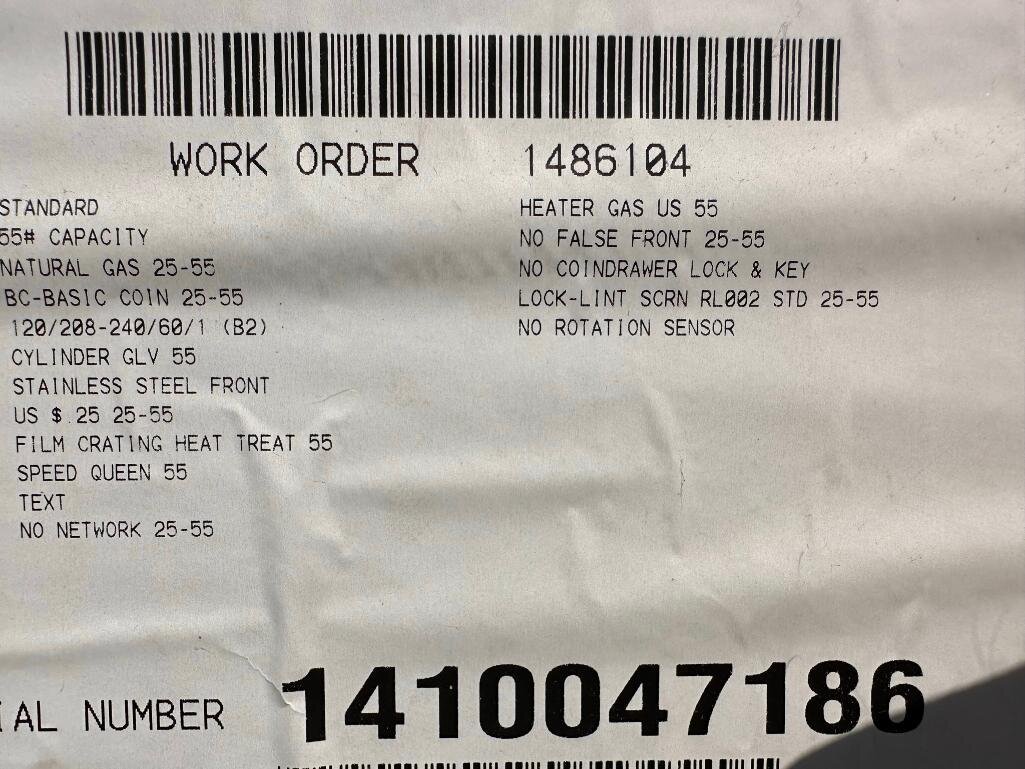 WORK ORDER 1486104
STANDARD
55# CAPACITY
NATURAL GAS 25-55
BC-BASIC COIN 25-55
120/208-240/60/1 (B2)
CYLINDER GLV 55
STAINLESS STEEL FRONT
US $.25 25-55
FILM CRATING HEAT TREAT 55
SPEED QUEEN 55
TEXT
NO NETWORK 25-55
HEATER GAS US 55
NO FALSE FRONT 25-55
NO COINDRAWER LOCK & KEY
LOCK-LINT SCRN RL002 STD 25-55
NO ROTATION SENSOR
IAL NUMBER 1410047186